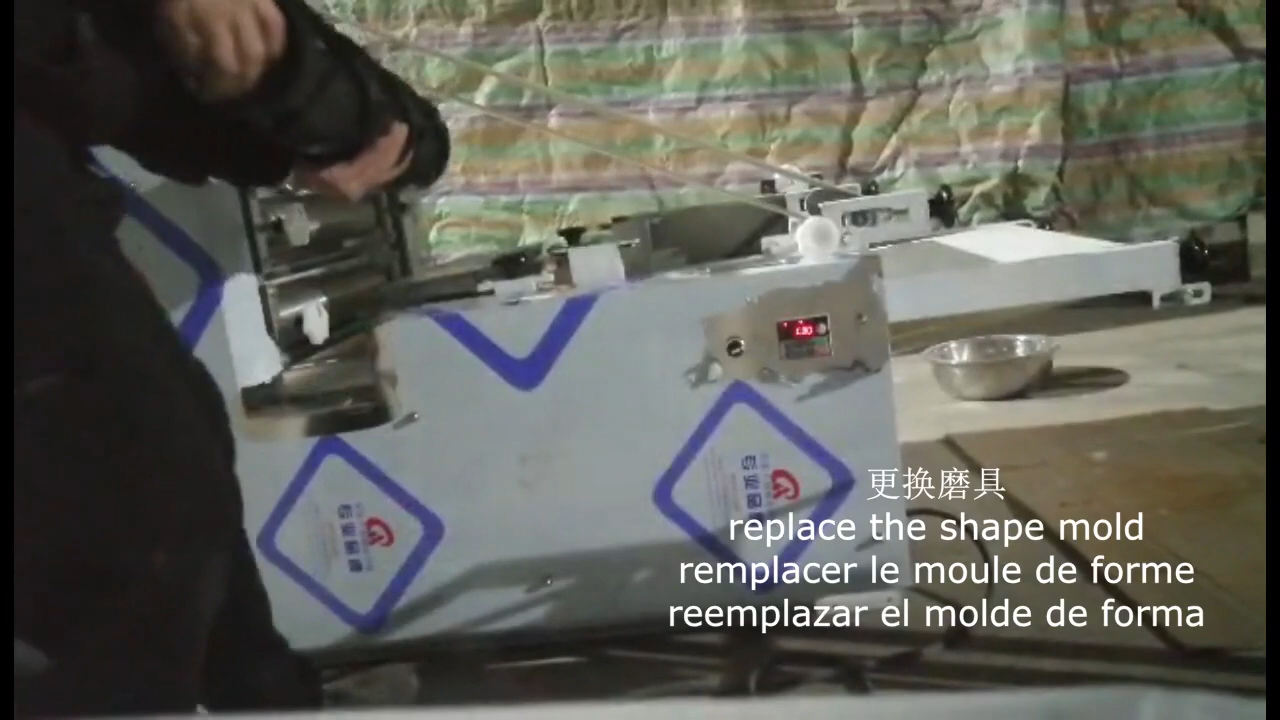 更换磨具
replace the shape mold
remplacer le moule de forme
reemplazar el molde de forma